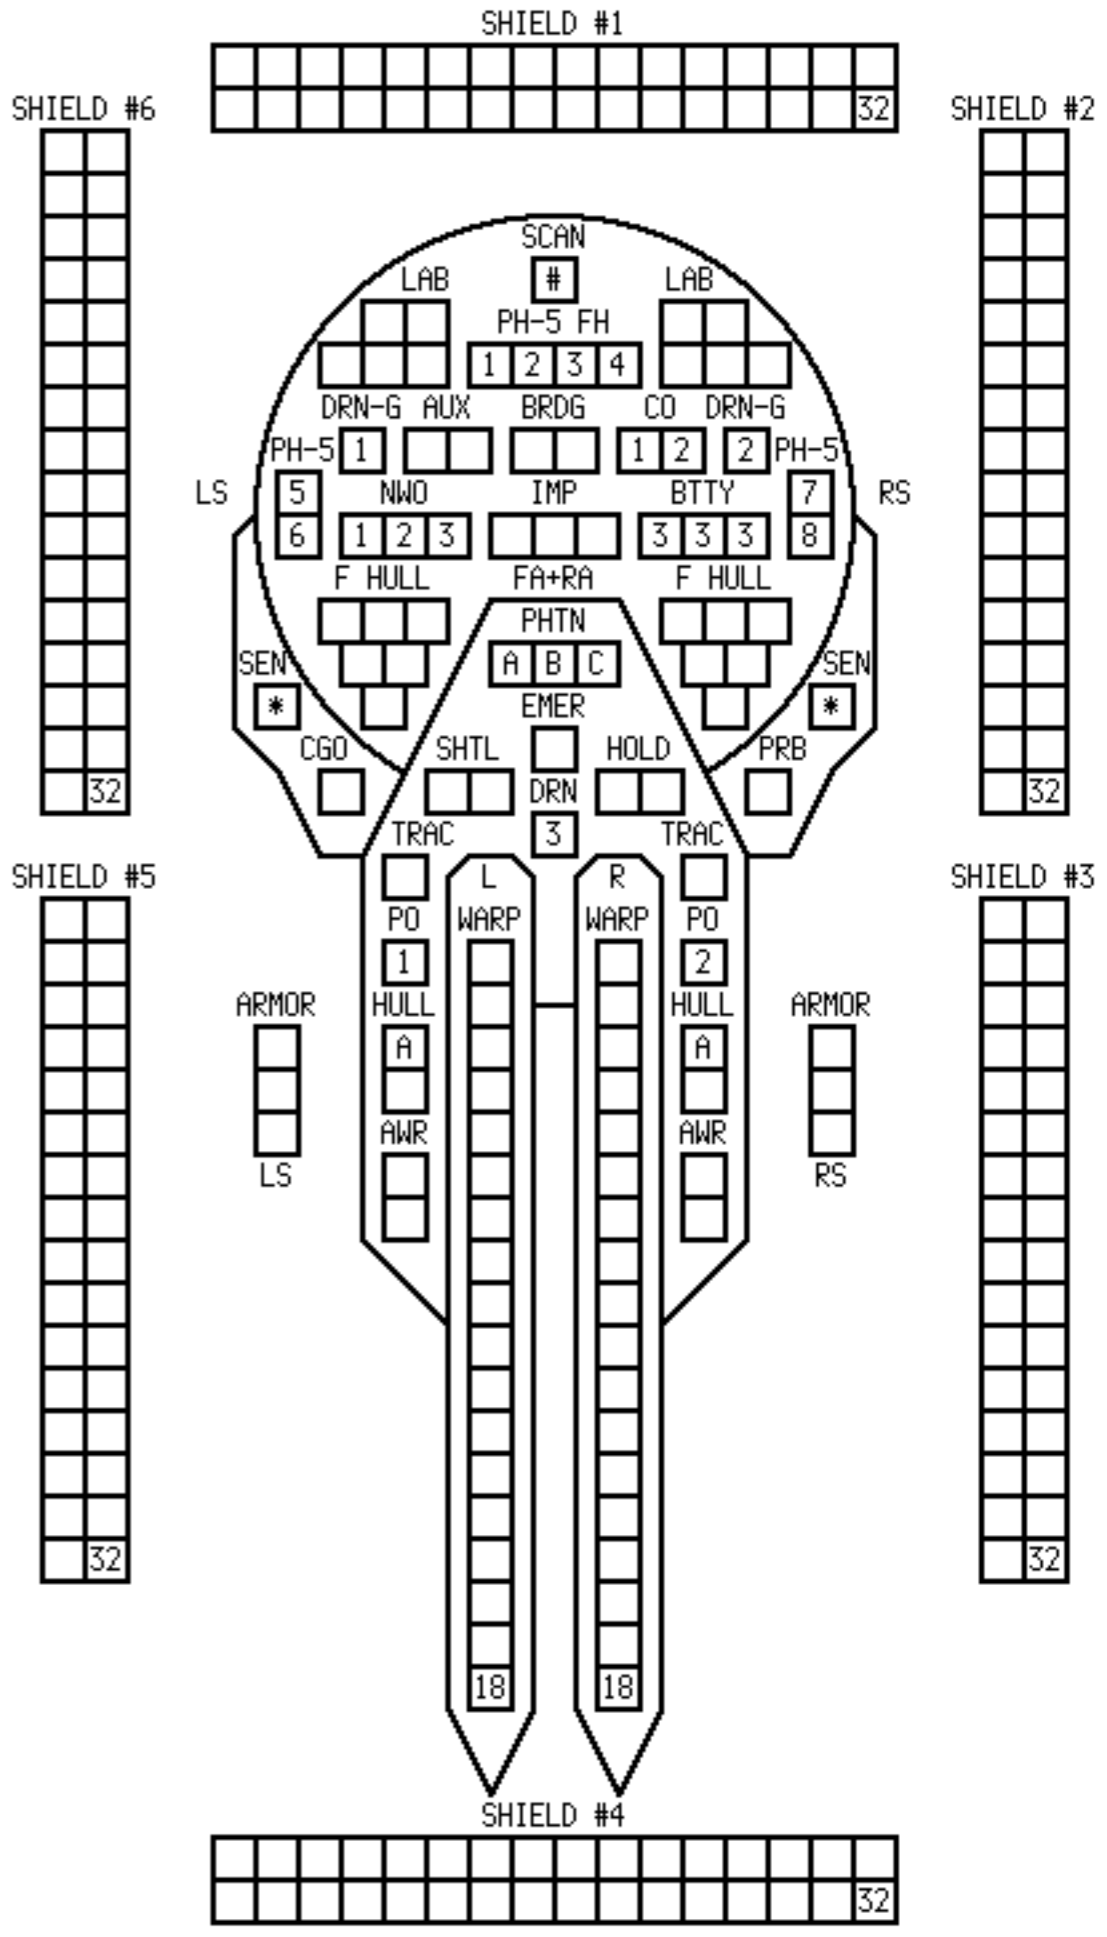 SHIELD #1
32
SHIELD #6
SHIELD #2
SCAN
#
LAB
LAB
PH-5 FH
1 2 3 4
DRN-G AUX BRDG CO DRN-G
PH-5 1 1 2 2 PH-5
LS 5 NWO IMP BTTY 7 RS
6 1 2 3 3 3 3 8
F HULL FA+RA F HULL
PHTN
A B C
SEN SEN
* EMER *
CGO SHTL HOLD PRB
32 DRN 32
TRAC 3 TRAC
SHIELD #5 L R SHIELD #3
PO WARP WARP PO
1 2
ARMOR HULL HULL ARMOR
A A
AWR AWR
LS RS
32 32
18 18
SHIELD #4
32